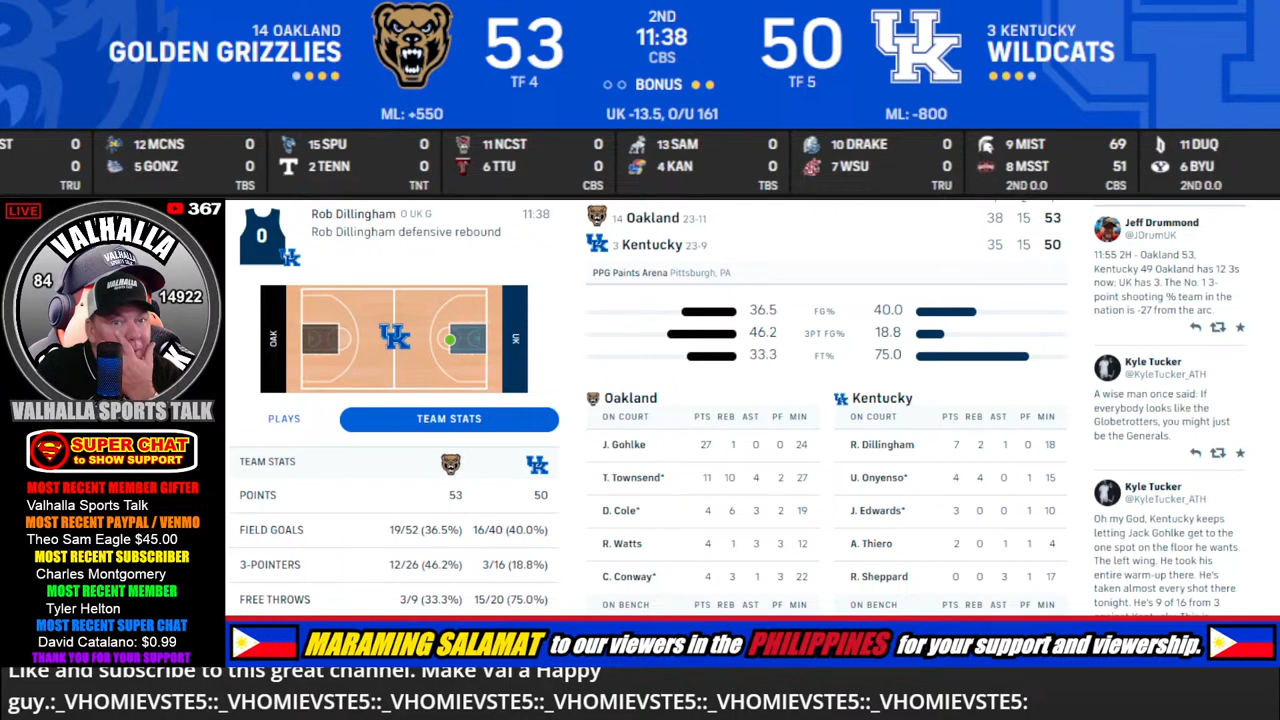 14 OAKLAND
GOLDEN GRIZZLIES
53
TF 4
2ND
11:38
CBS
BONUS
50
TF 5
3 KENTUCKY
WILDCATS
UK
ML: +550
UK -13.5, O/U 161
ML: -800
ST 0
0
TRU
12 MCNS 0
5 GONZ 0
TBS
15 SPU 0
2 TENN 0
TNT
11 NCST 0
6 TTU 0
CBS
13 SAM 0
4 KAN 0
TBS
10 DRAKE 0
7 WSU 0
TRU
9 MIST 69
8 MSST 51
2ND 0.0 CBS
11 DUQ
6 BYU
2ND 0.0
LIVE
367
VALHALLA
84
14922
VALHALLA SPORTS TALK
SUPER CHAT
to SHOW SUPPORT
MOST RECENT MEMBER GIFTER
Valhalla Sports Talk
MOST RECENT PAYPAL / VENMO
Theo Sam Eagle $45.00
MOST RECENT SUBSCRIBER
Charles Montgomery
MOST RECENT MEMBER
Tyler Helton
MOST RECENT SUPER CHAT
David Catalano: $0.99
THANK YOU FOR YOUR SUPPORT
0
Rob Dillingham 0 UK G 11:38
Rob Dillingham defensive rebound
OAK
UK
UK
PLAYS
TEAM STATS
TEAM STATS
POINTS 53 50
FIELD GOALS 19/52 (36.5%) 16/40 (40.0%)
3-POINTERS 12/26 (46.2%) 3/16 (18.8%)
FREE THROWS 3/9 (33.3%) 15/20 (75.0%)
14 Oakland 23-11 38 15 53
3 Kentucky 23-9 35 15 50
PPG Paints Arena Pittsburgh, PA
36.5 FG% 40.0
46.2 3PT FG% 18.8
33.3 FT% 75.0
Oakland
ON COURT PTS REB AST PF MIN
J. Gohlke 27 1 0 0 24
T. Townsend* 11 10 4 2 27
D. Cole* 4 6 3 2 19
R. Watts 4 1 3 3 12
C. Conway* 4 3 1 3 22
ON BENCH PTS REB AST PF MIN
Kentucky
ON COURT PTS REB AST PF MIN
R. Dillingham 7 2 1 0 18
U. Onyenso* 4 4 0 1 15
J. Edwards* 3 0 0 1 10
A. Thiero 2 0 1 1 4
R. Sheppard 0 0 3 1 17
ON BENCH PTS REB AST PF MIN
Jeff Drummond
@JDrumUK
11:55 2H - Oakland 53,
Kentucky 49 Oakland has 12 3s
now; UK has 3. The No. 1 3-
point shooting % team in the
nation is -27 from the arc.
Kyle Tucker
@KyleTucker_ATH
A wise man once said: If
everybody looks like the
Globetrotters, you might just
be the Generals.
Kyle Tucker
@KyleTucker_ATH
Oh my God, Kentucky keeps
letting Jack Gohlke get to the
one spot on the floor he wants.
The left wing. He took his
entire warm-up there. He's
taken almost every shot there
tonight. He's 9 of 16 from 3
MARAMING SALAMAT to our viewers in the PHILIPPINES for your support and viewership.
Like and subscribe to this great channel. Make Val a Happy
guy.:_VHOMIEVSTE5::_VHOMIEVSTE5::_VHOMIEVSTE5::_VHOMIEVSTE5::_VHOMIEVSTE5::_VHOMIEVSTE5: